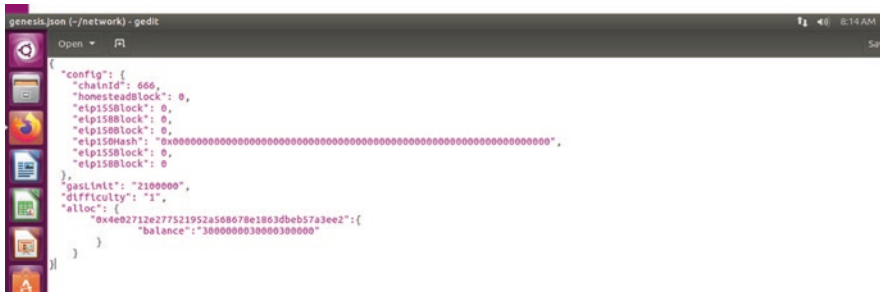 genesis.json (~/network) - gedit
8:14 AM
Open
{
"config": {
"chainId": 666,
"homesteadBlock": 0,
"eip155Block": 0,
"eip158Block": 0,
"eip150Block": 0,
"eip150Hash": "0x0000000000000000000000000000000000000000000000000000000000000000",
"eip155Block": 0,
"eip158Block": 0
},
"gasLimit": "2100000",
"difficulty": "1",
"alloc": {
"0x4e02712e277521952a568678e1863dbeb57a3ee2":{
"balance":"3000000030000300000"
}
}
}